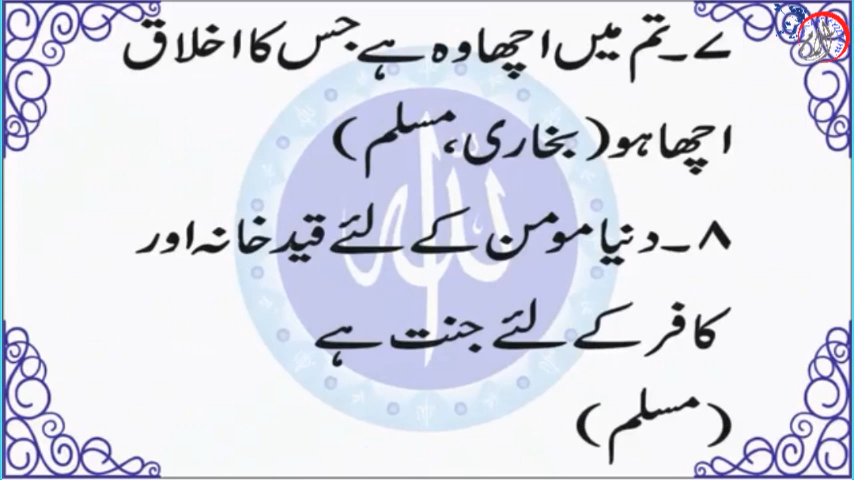 ۷۔تم میں اچھا وہ ہے جس کا اخلاق
اچھا ہو (بخاری، مسلم)
۸۔دنیا مومن کے لئے قید خانہ اور
کافر کے لئے جنت ہے
(مسلم)
الله